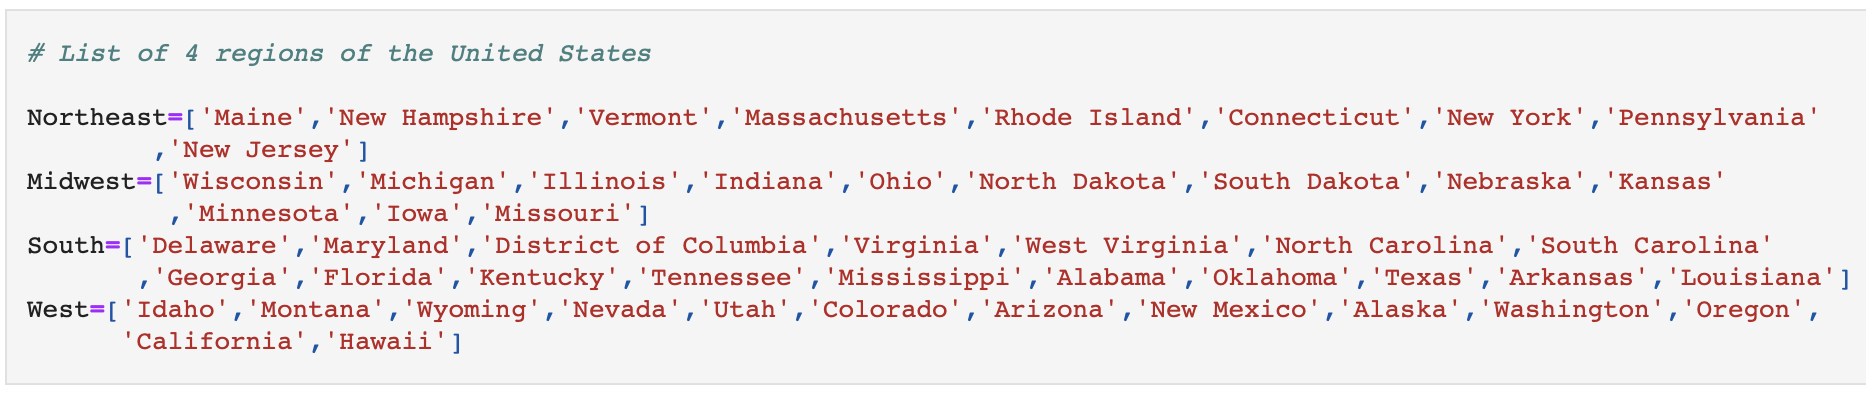 # List of 4 regions of the United States
Northeast=['Maine','New Hampshire','Vermont','Massachusetts','Rhode Island','Connecticut','New York','Pennsylvania'
,'New Jersey']
Midwest=['Wisconsin','Michigan','Illinois','Indiana','Ohio','North Dakota','South Dakota','Nebraska','Kansas'
,'Minnesota','Iowa','Missouri']
South=['Delaware','Maryland','District of Columbia','Virginia','West Virginia','North Carolina','South Carolina'
,'Georgia','Florida','Kentucky','Tennessee','Mississippi','Alabama','Oklahoma','Texas','Arkansas','Louisiana']
West=['Idaho','Montana','Wyoming','Nevada','Utah','Colorado','Arizona','New Mexico','Alaska','Washington','Oregon',
'California','Hawaii']